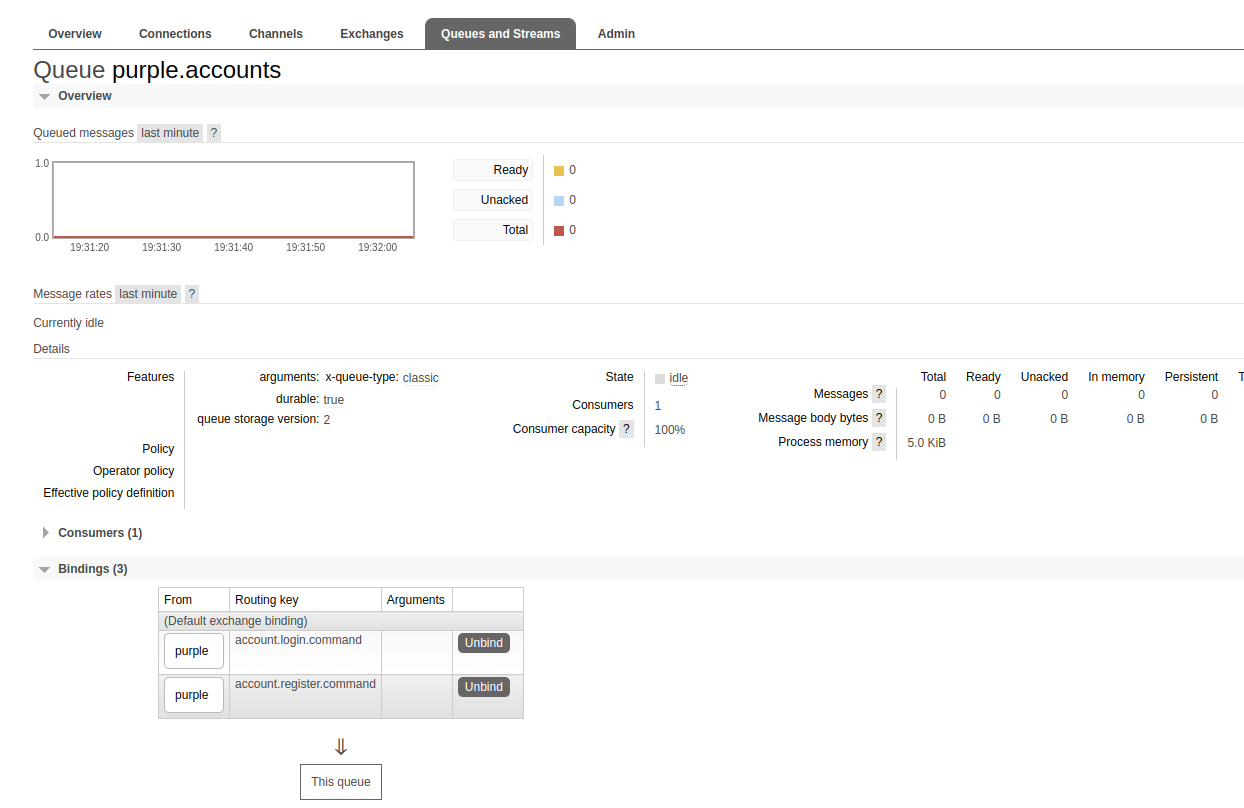 Overview Connections Channels Exchanges Queues and Streams Admin
Queue purple.accounts
Overview
Queued messages last minute ?
1.0
0.0
19:31:20 19:31:30 19:31:40 19:31:50 19:32:00
Ready 0
Unacked 0
Total 0
Message rates last minute ?
Currently idle
Details
Features arguments: x-queue-type: classic
durable: true
queue storage version: 2
Policy
Operator policy
Effective policy definition
State idle
Consumers 1
Consumer capacity ? 100%
Total Ready Unacked In memory Persistent T
Messages ? 0 0 0 0 0
Message body bytes ? 0 B 0 B 0 B 0 B 0 B
Process memory ? 5.0 KiB
Consumers (1)
Bindings (3)
From Routing key Arguments
(Default exchange binding)
purple account.login.command Unbind
purple account.register.command Unbind
⇓
This queue